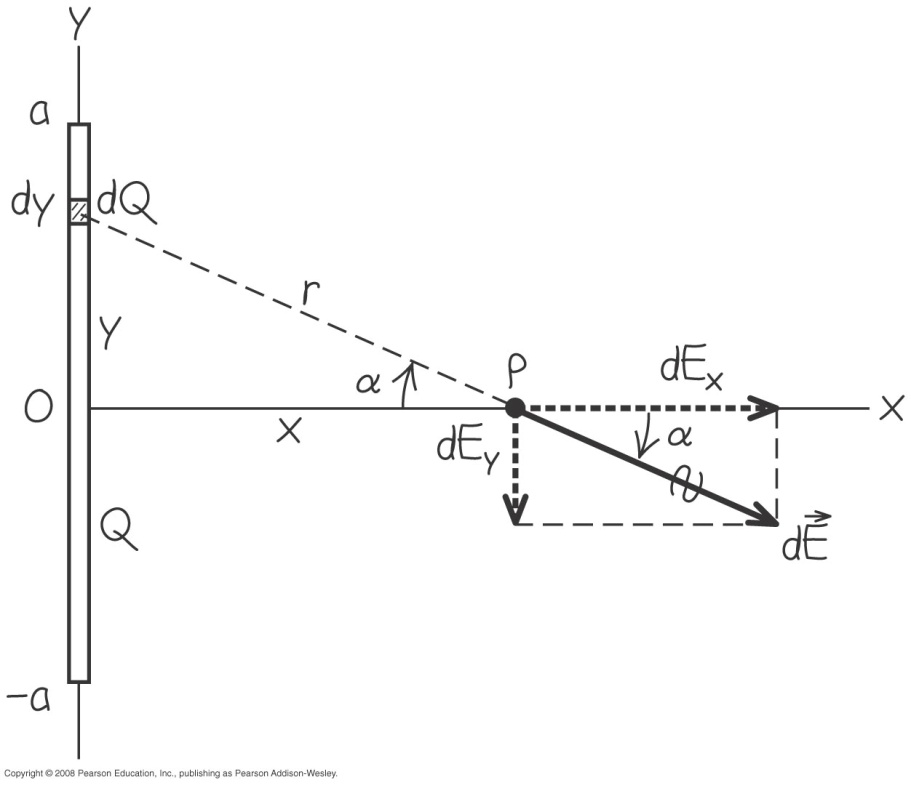 y
a
dy dQ
r
y
α P dEx
O x x
dEy α
Q dE⃗
-a
Copyright © 2008 Pearson Education, Inc., publishing as Pearson Addison-Wesley.